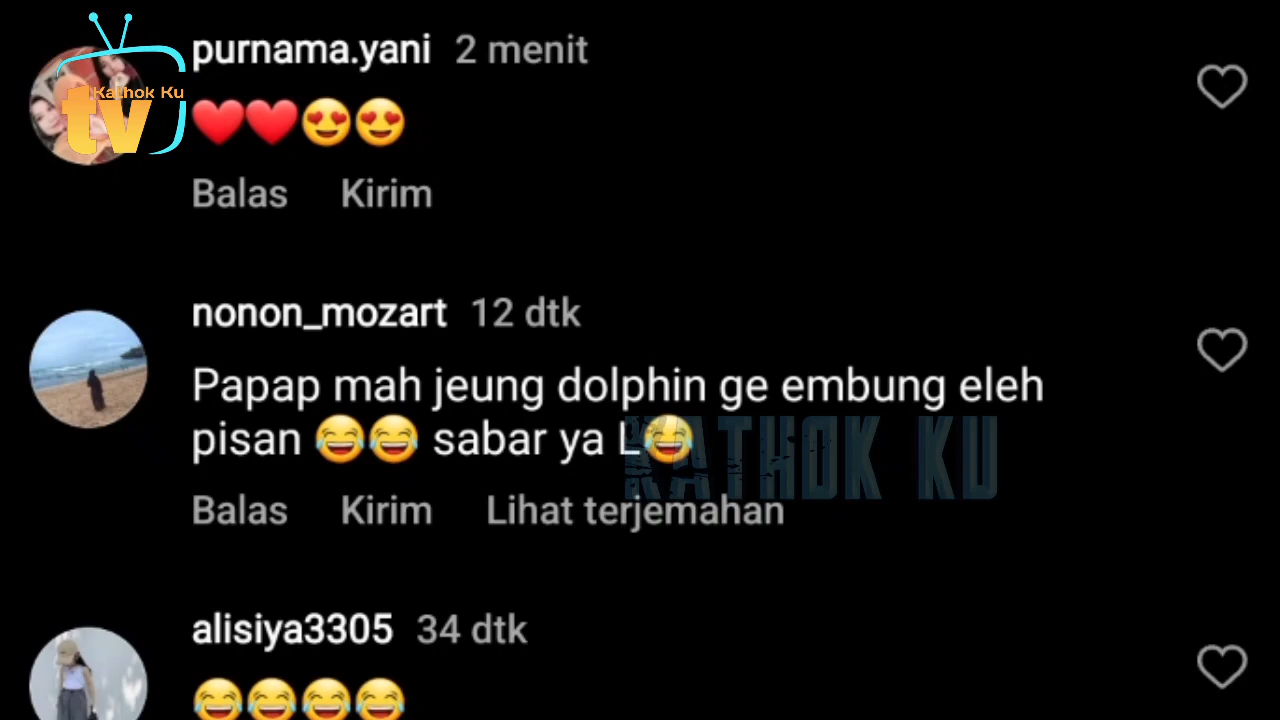 Kathok Ku
tv
purnama.yani 2 menit
❤️❤️😍😍
Balas Kirim
nonon_mozart 12 dtk
Papap mah jeung dolphin ge embung eleh
pisan 😂😂 sabar ya L😂
KATHOK KU
Balas Kirim Lihat terjemahan
alisiya3305 34 dtk
😂😂😂😂